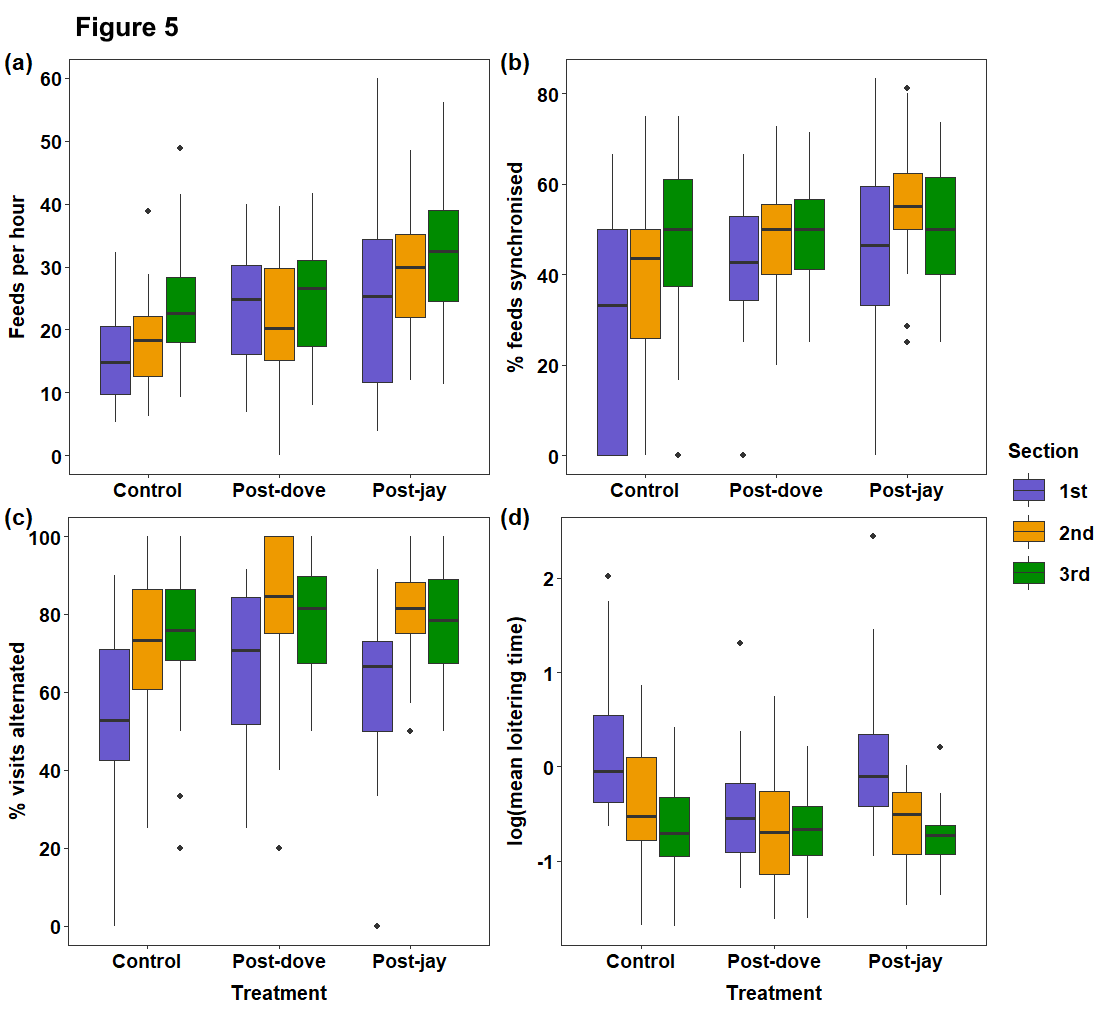 Figure 5
(a)
Feeds per hour
60
50
40
30
20
10
0
Control Post-dove Post-jay
(b)
% feeds synchronised
80
60
40
20
0
Control Post-dove Post-jay
(c)
% visits alternated
100
80
60
40
20
0
Control Post-dove Post-jay
Treatment
(d)
log(mean loitering time)
2
1
0
-1
Control Post-dove Post-jay
Treatment
Section
1st
2nd
3rd